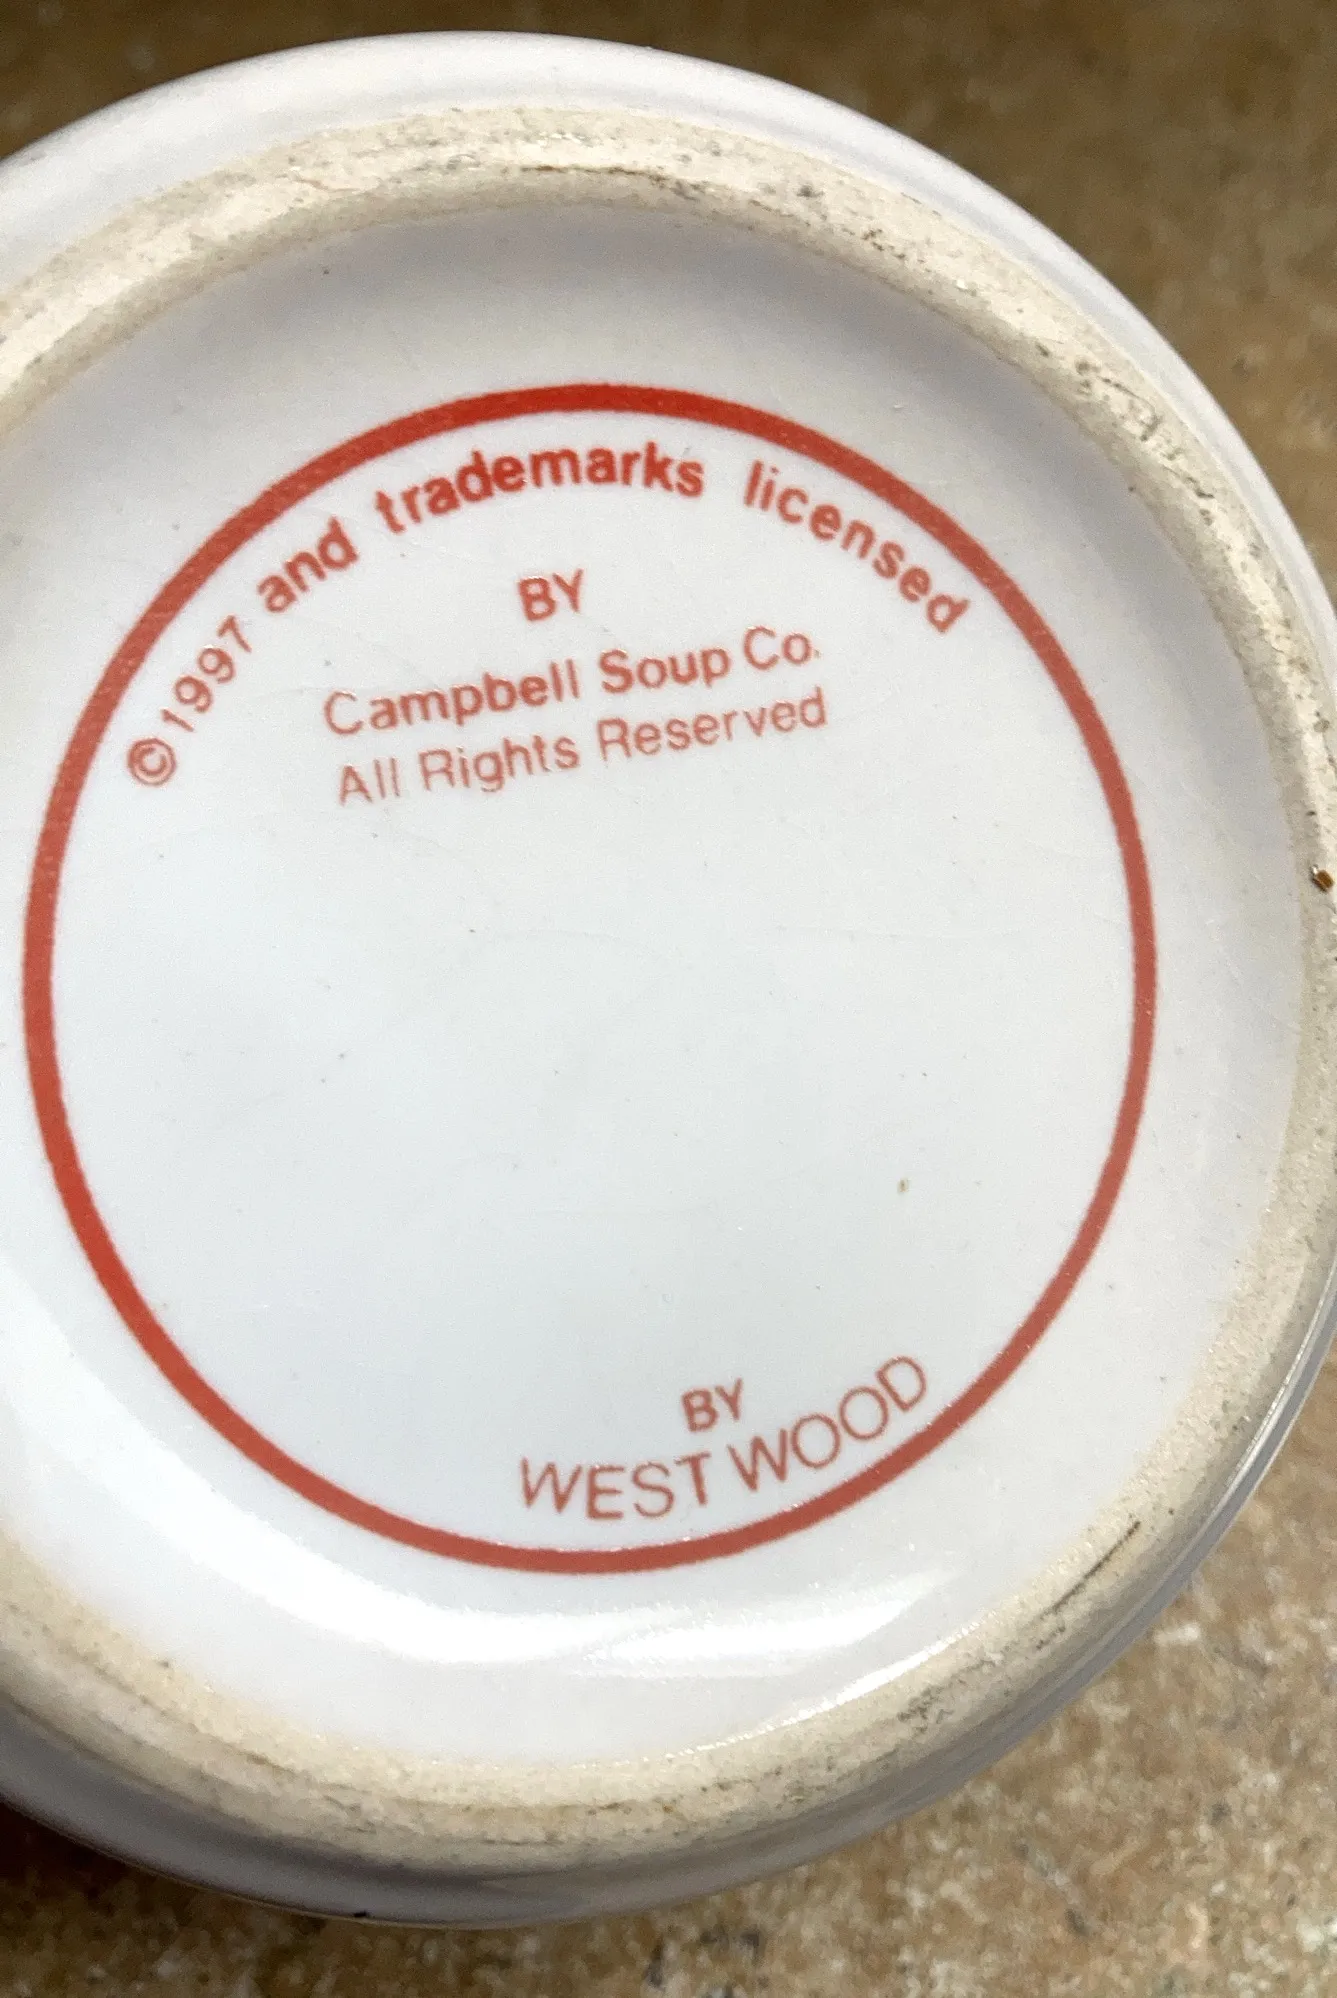 © 1997 and trademarks licensed
BY
Campbell Soup Co.
All Rights Reserved
BY
WEST WOOD